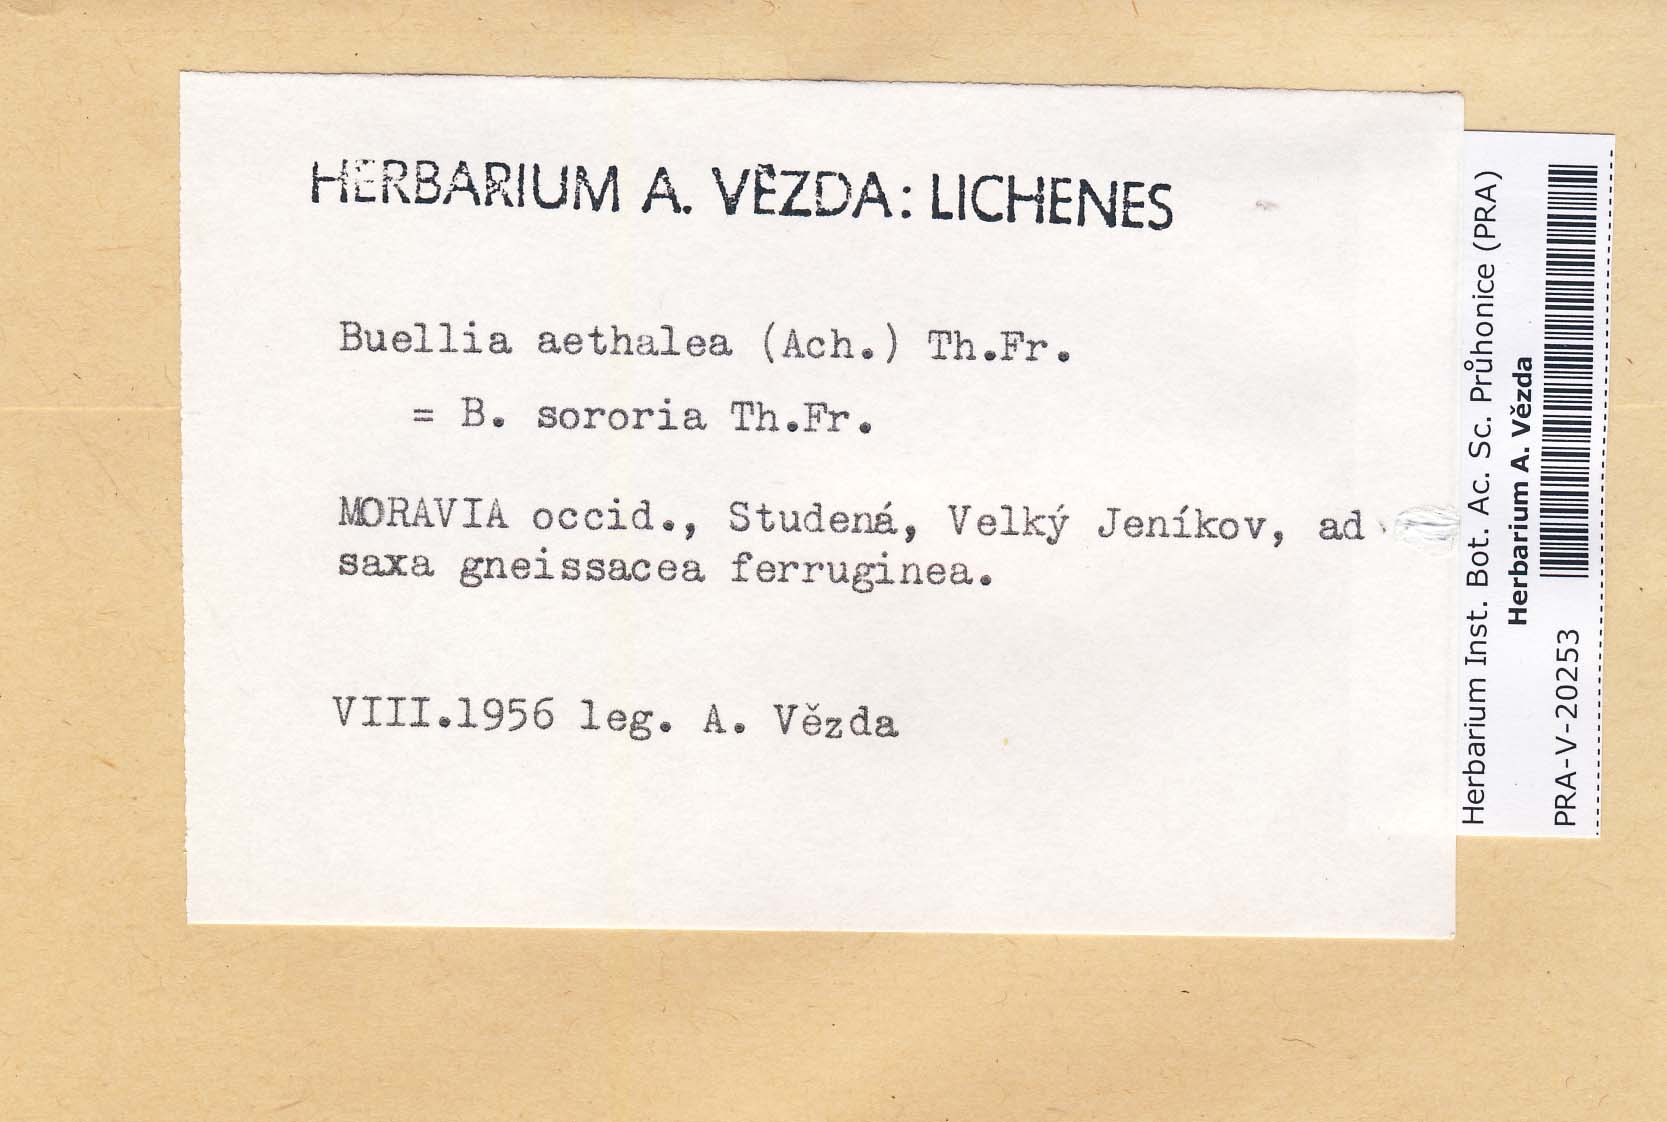 HERBARIUM A. VĚZDA: LICHENES
Buellia aethalea (Ach.) Th.Fr.
= B. sororia Th.Fr.
MORAVIA occid., Studená, Velký Jeníkov, ad
saxa gneissacea ferruginea.
VIII.1956 leg. A. Vězda
Herbarium Inst. Bot. Ac. Sc. Průhonice (PRA)
Herbarium A. Vězda
PRA-V-20253